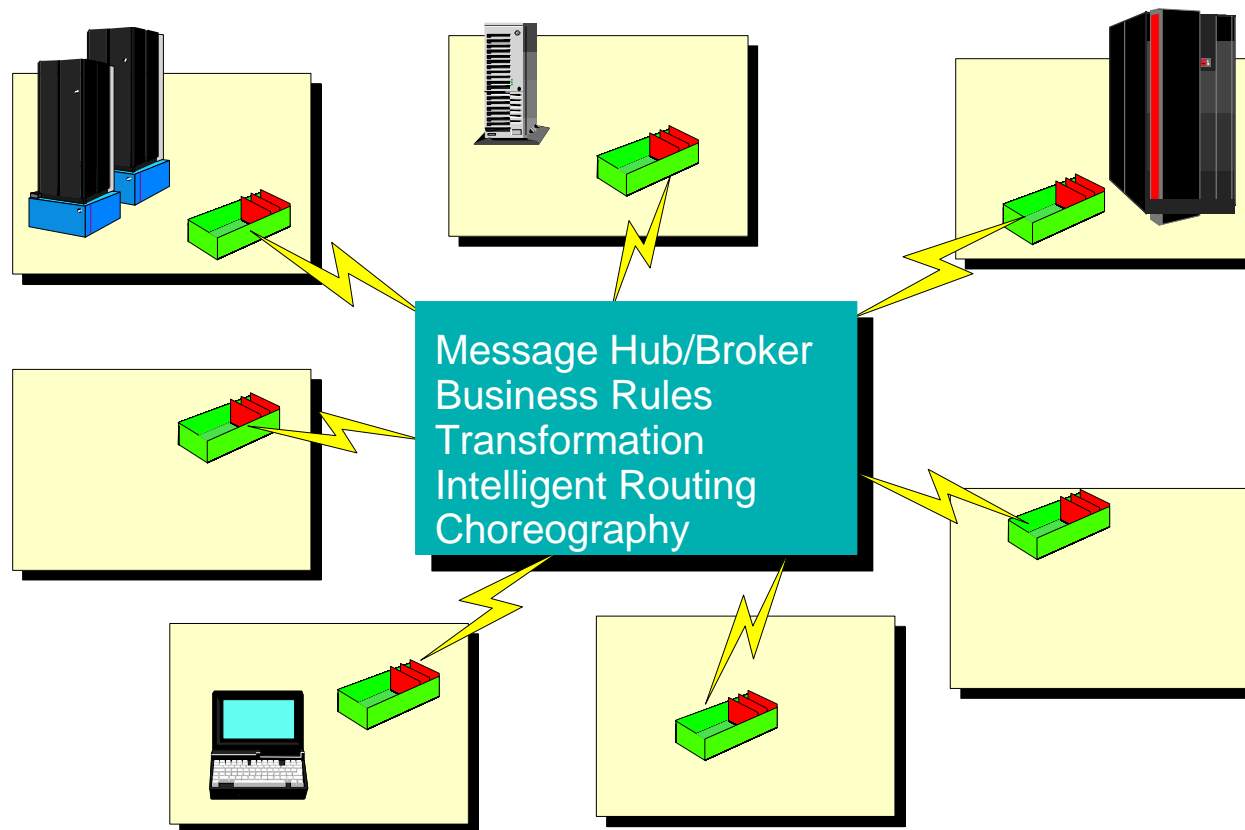 Message Hub/Broker
Business Rules
Transformation
Intelligent Routing
Choreography